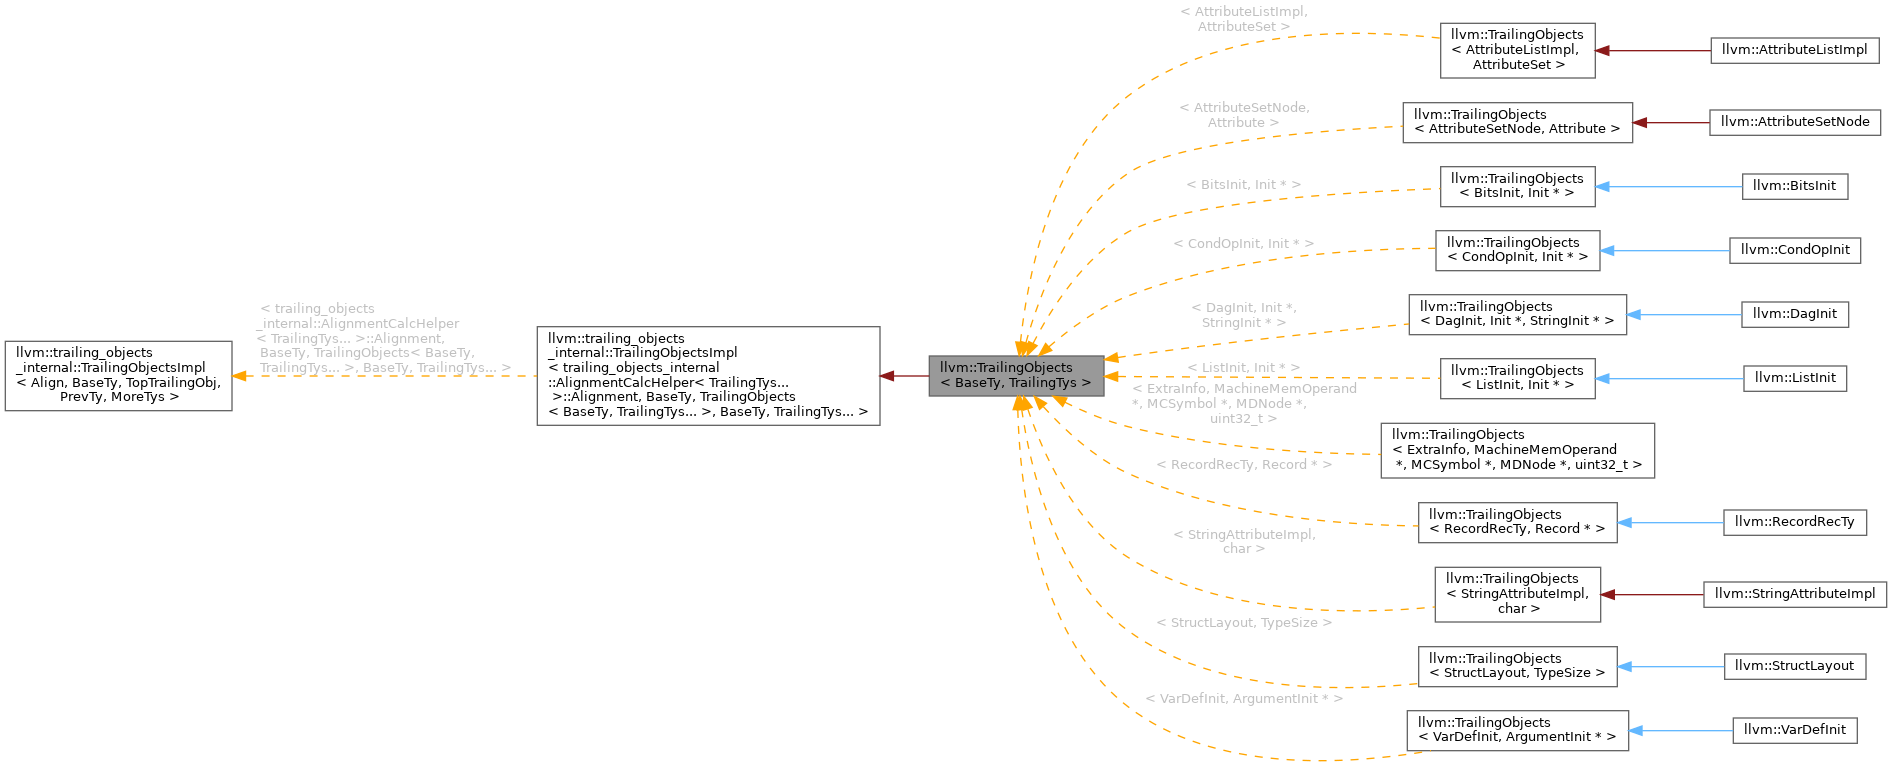 llvm::trailing_objects
_internal::TrailingObjectsImpl
< Align, BaseTy, TopTrailingObj,
PrevTy, MoreTys >
< trailing_objects
_internal::AlignmentCalcHelper
< TrailingTys... >::Alignment,
BaseTy, TrailingObjects< BaseTy,
TrailingTys... >, BaseTy, TrailingTys... >
llvm::trailing_objects
_internal::TrailingObjectsImpl
< trailing_objects_internal
::AlignmentCalcHelper< TrailingTys...
>::Alignment, BaseTy, TrailingObjects
< BaseTy, TrailingTys... >, BaseTy, TrailingTys... >
llvm::TrailingObjects
< BaseTy, TrailingTys >
< AttributeListImpl,
AttributeSet >
llvm::TrailingObjects
< AttributeListImpl,
AttributeSet >
llvm::AttributeListImpl
< AttributeSetNode,
Attribute >
llvm::TrailingObjects
< AttributeSetNode, Attribute >
llvm::AttributeSetNode
< BitsInit, Init * >
llvm::TrailingObjects
< BitsInit, Init * >
llvm::BitsInit
< CondOpInit, Init * >
llvm::TrailingObjects
< CondOpInit, Init * >
llvm::CondOpInit
< DagInit, Init *,
StringInit * >
llvm::TrailingObjects
< DagInit, Init *, StringInit * >
llvm::DagInit
< ListInit, Init * >
llvm::TrailingObjects
< ListInit, Init * >
llvm::ListInit
< ExtraInfo, MachineMemOperand
*, MCSymbol *, MDNode *,
uint32_t >
llvm::TrailingObjects
< ExtraInfo, MachineMemOperand
*, MCSymbol *, MDNode *, uint32_t >
< RecordRecTy, Record * >
llvm::TrailingObjects
< RecordRecTy, Record * >
llvm::RecordRecTy
< StringAttributeImpl,
char >
llvm::TrailingObjects
< StringAttributeImpl,
char >
llvm::StringAttributeImpl
< StructLayout, TypeSize >
llvm::TrailingObjects
< StructLayout, TypeSize >
llvm::StructLayout
< VarDefInit, ArgumentInit * >
llvm::TrailingObjects
< VarDefInit, ArgumentInit * >
llvm::VarDefInit